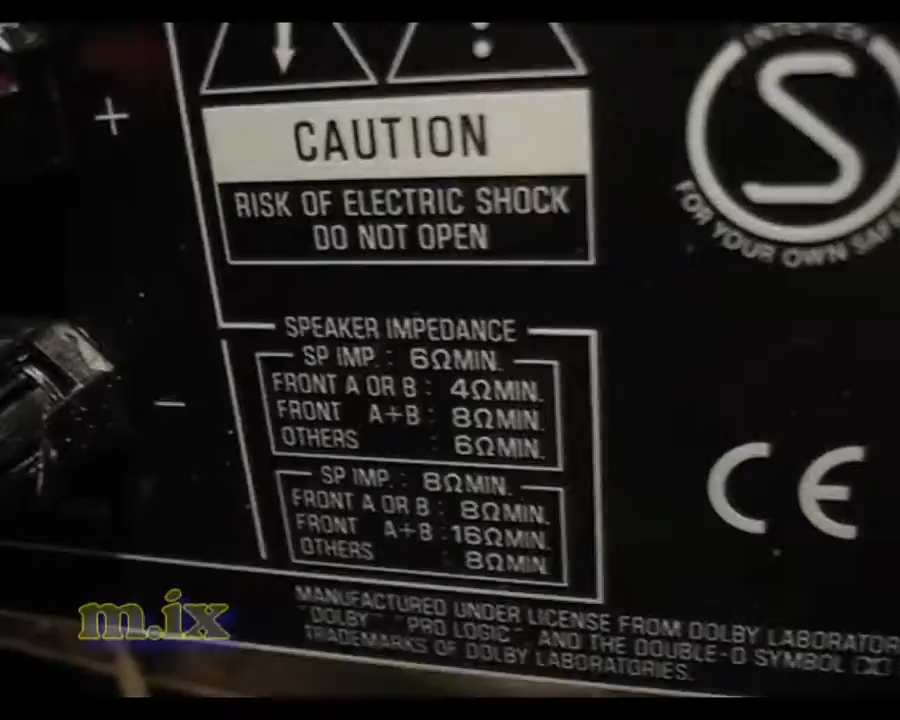 +
CAUTION
RISK OF ELECTRIC SHOCK
DO NOT OPEN
S
FOR YOUR OWN
SPEAKER IMPEDANCE
SP IMP. : 6ΩMIN.
FRONT A OR B : 4ΩMIN.
FRONT A+B : 8ΩMIN.
OTHERS : 6ΩMIN.
SP IMP. : 8ΩMIN.
FRONT A OR B : 8ΩMIN.
FRONT A+B : 16ΩMIN.
OTHERS : 8ΩMIN.
−
CE
MANUFACTURED UNDER LICENSE FROM DOLBY
"DOLBY", "PRO LOGIC", AND THE DOUBLE-D SYMBOL
TRADEMARKS OF DOLBY LABORATORIES.
m.ix